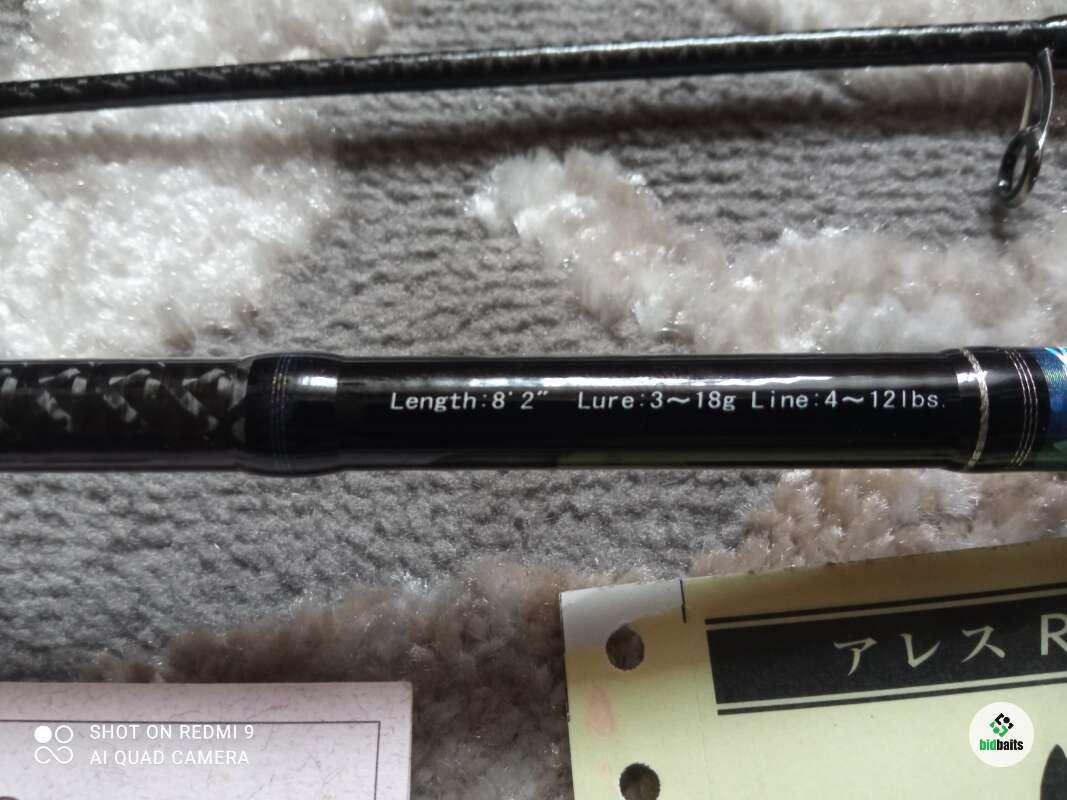 Length:8'2" Lure:3～18g Line:4～12lbs.
アレス R
SHOT ON REDMI 9
AI QUAD CAMERA
bidbaits